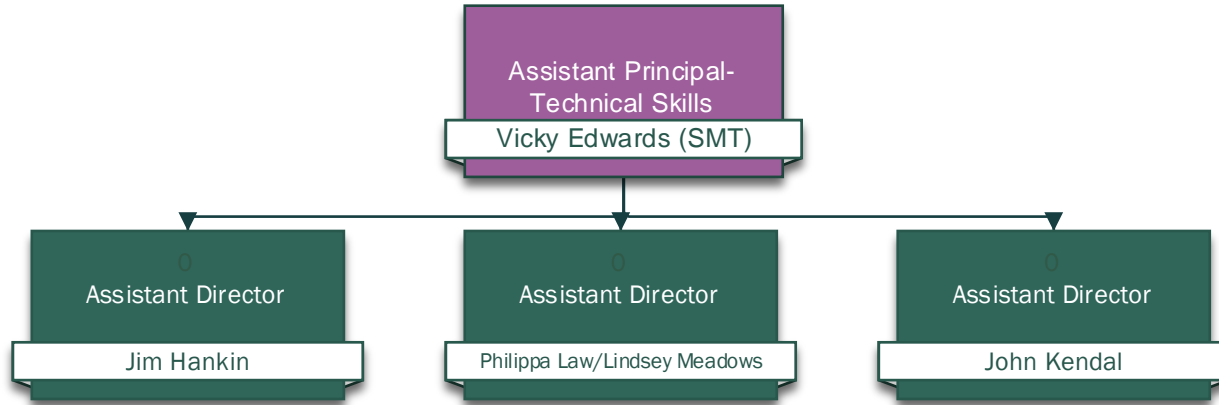 Assistant Principal-
Technical Skills
Vicky Edwards (SMT)
0
Assistant Director
Jim Hankin
0
Assistant Director
Philippa Law/Lindsey Meadows
0
Assistant Director
John Kendal